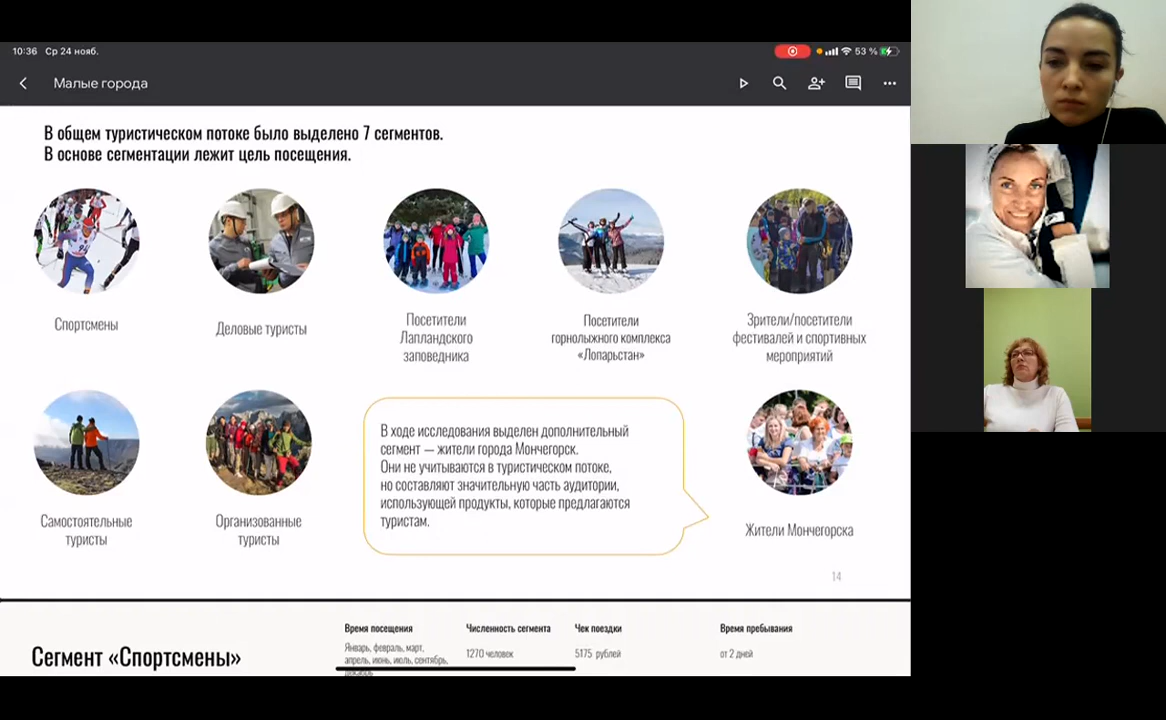 10:36 Ср 24 нояб.
53 %
Малые города
В общем туристическом потоке было выделено 7 сегментов.
В основе сегментации лежит цель посещения.
Спортсмены
Деловые туристы
Посетители
Лапландского
заповедника
Посетители
горнолыжного комплекса
«Лопарьстан»
Зрители/посетители
фестивалей и спортивных
мероприятий
Самостоятельные
туристы
Организованные
туристы
В ходе исследования выделен дополнительный
сегмент — жители города Мончегорск.
Они не учитываются в туристическом потоке,
но составляют значительную часть аудитории,
использующей продукты, которые предлагаются
туристам.
Жители Мончегорска
14
Сегмент «Спортсмены»
Время посещения
Январь, февраль, март,
апрель, июнь, июль, сентябрь,
декабрь
Численность сегмента
1270 человек
Чек поездки
5175 рублей
Время пребывания
от 2 дней